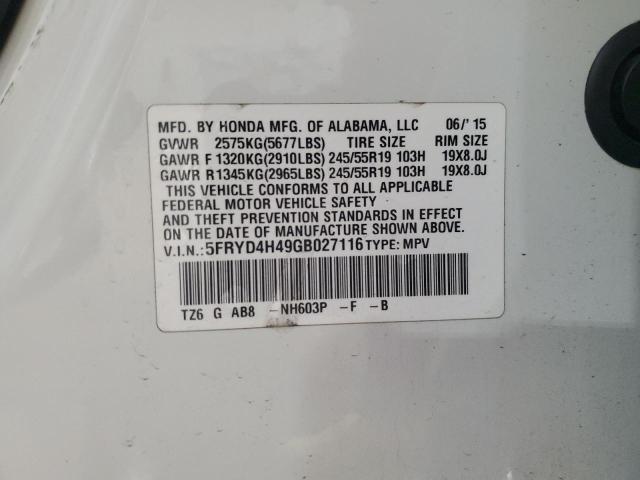 MFD. BY HONDA MFG. OF ALABAMA, LLC 06/'15
GVWR 2575KG(5677LBS) TIRE SIZE RIM SIZE
GAWR F 1320KG(2910LBS) 245/55R19 103H 19X8.0J
GAWR R1345KG(2965LBS) 245/55R19 103H 19X8.0J
THIS VEHICLE CONFORMS TO ALL APPLICABLE
FEDERAL MOTOR VEHICLE SAFETY
AND THEFT PREVENTION STANDARDS IN EFFECT
ON THE DATE OF MANUFACTURE SHOWN ABOVE.
V.I.N.:5FRYD4H49GB027116 TYPE: MPV
TZ6 G AB8 -NH603P -F -B